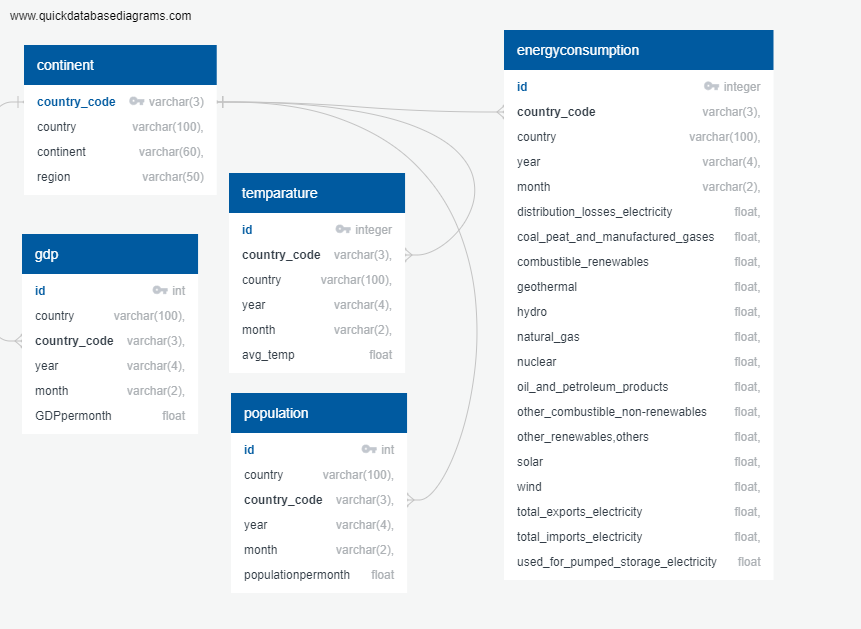 www.quickdatabasediagrams.com
continent
country_code varchar(3)
country varchar(100),
continent varchar(60),
region varchar(50)
gdp
id int
country varchar(100),
country_code varchar(3),
year varchar(4),
month varchar(2),
GDPpermonth float
temparature
id integer
country_code varchar(3),
country varchar(100),
year varchar(4),
month varchar(2),
avg_temp float
population
id int
country varchar(100),
country_code varchar(3),
year varchar(4),
month varchar(2),
populationpermonth float
energyconsumption
id integer
country_code varchar(3),
country varchar(100),
year varchar(4),
month varchar(2),
distribution_losses_electricity float,
coal_peat_and_manufactured_gases float,
combustible_renewables float,
geothermal float,
hydro float,
natural_gas float,
nuclear float,
oil_and_petroleum_products float,
other_combustible_non-renewables float,
other_renewables,others float,
solar float,
wind float,
total_exports_electricity float,
total_imports_electricity float,
used_for_pumped_storage_electricity float